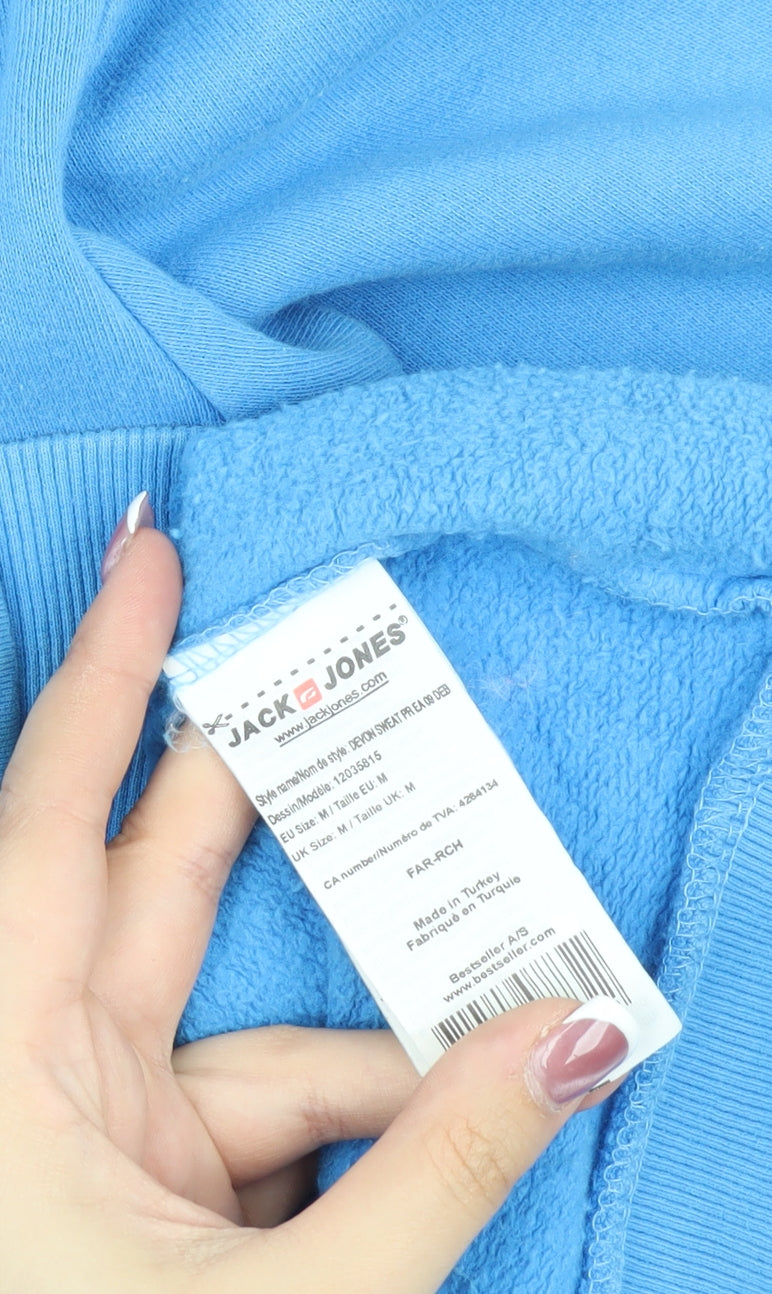 JACK JONES®
www.jackjones.com
Style name/Nom de style: DEVON SWEAT PR EA 09 DEB
Dessin/Modèle: 12035815
EU Size: M / Taille EU: M
UK Size: M / Taille UK: M
CA number/Numéro de TVA: 4264134
FAR-RCH
Made in Turkey
Fabriqué en Turquie
Bestseller A/S
www.bestseller.com